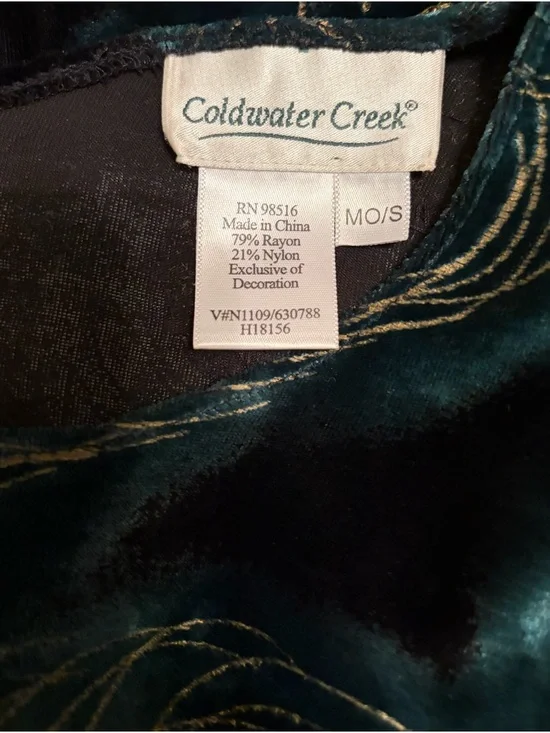 Coldwater Creek®
RN 98516
Made in China
79% Rayon
21% Nylon
Exclusive of
Decoration
V#N1109/630788
H18156
MO/S